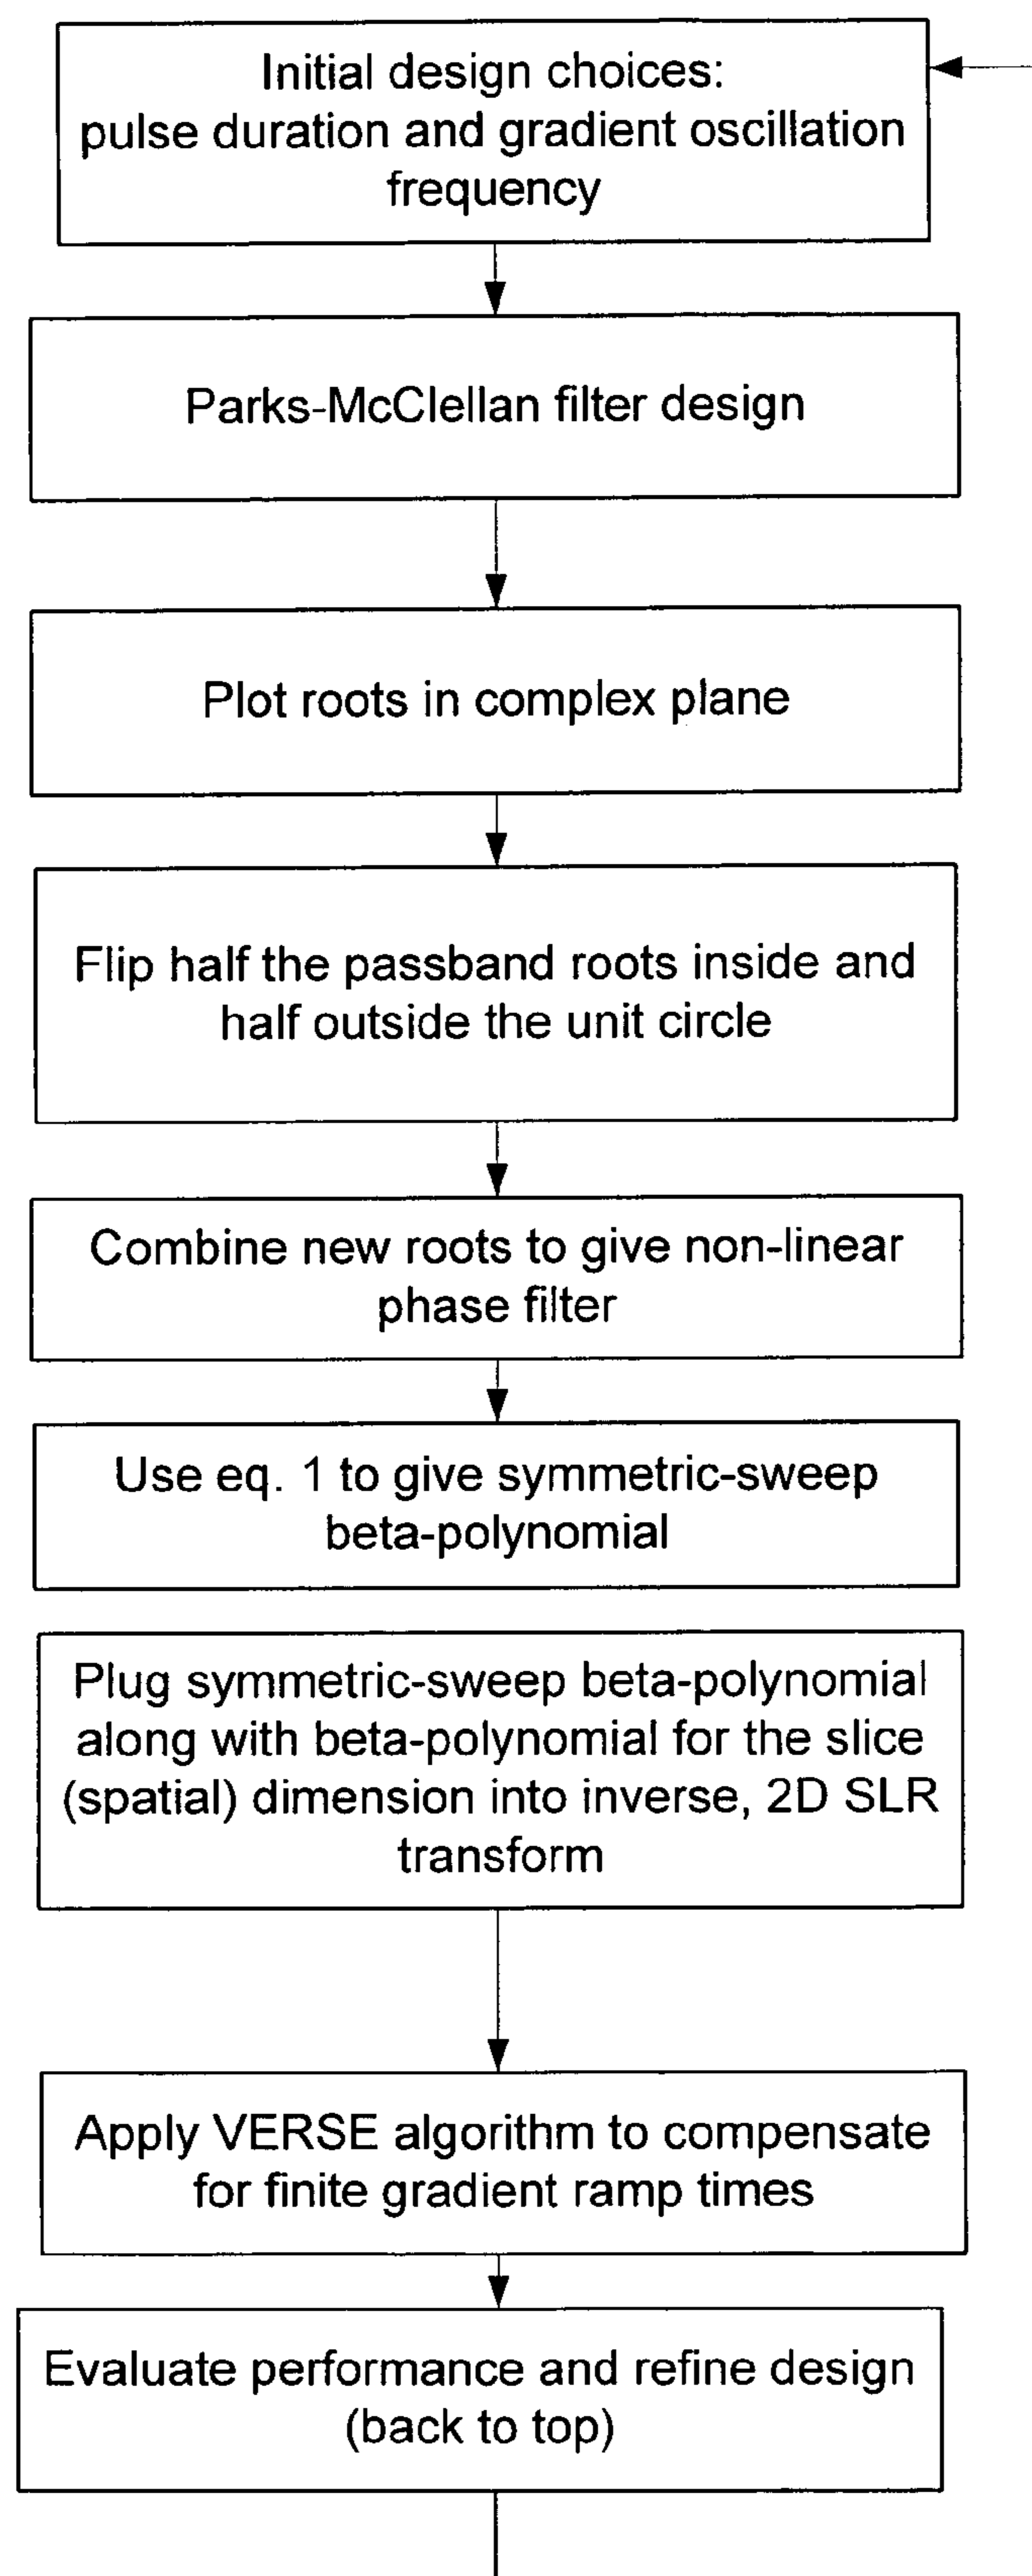 Initial design choices:
pulse duration and gradient oscillation
frequency
Parks-McClellan filter design
Plot roots in complex plane
Flip half the passband roots inside and
half outside the unit circle
Combine new roots to give non-linear
phase filter
Use eq. 1 to give symmetric-sweep
beta-polynomial
Plug symmetric-sweep beta-polynomial
along with beta-polynomial for the slice
(spatial) dimension into inverse, 2D SLR
transform
Apply VERSE algorithm to compensate
for finite gradient ramp times
Evaluate performance and refine design
(back to top)